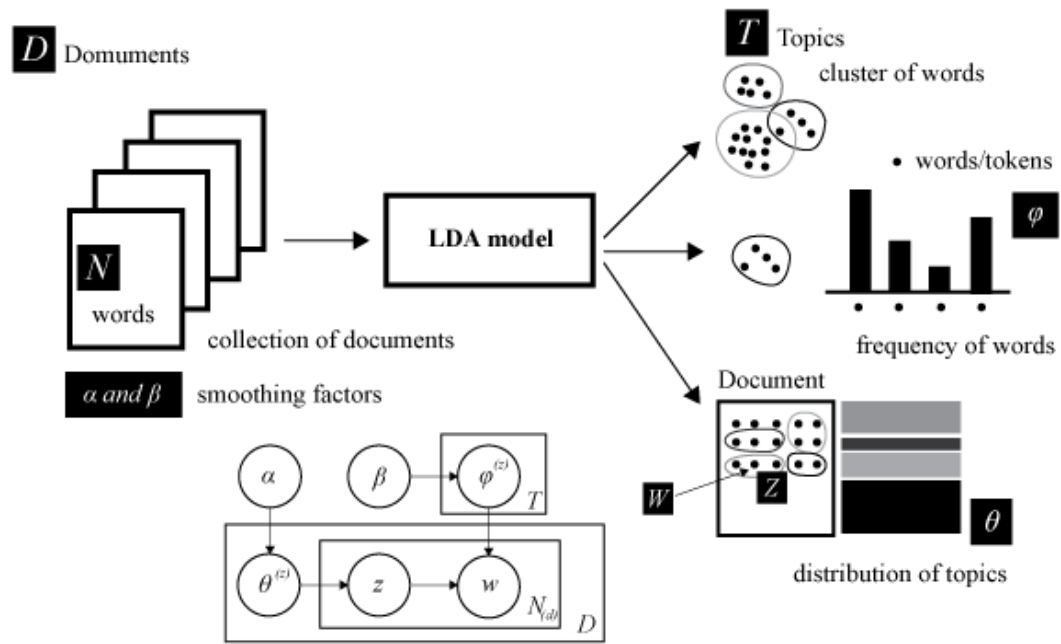 D Domuments
T Topics
cluster of words
words/tokens
φ
N
words
LDA model
collection of documents
frequency of words
α and β smoothing factors
Document
W
Z
θ
distribution of topics
α
β
φ(z)
T
θ(z)
z
w
N(d)
D